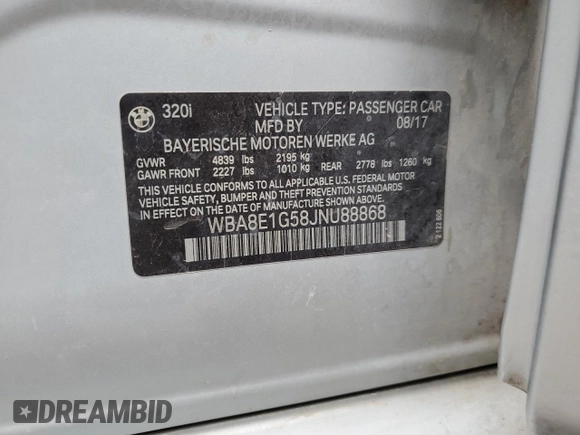 320i VEHICLE TYPE: PASSENGER CAR
MFD BY 08/17
BAYERISCHE MOTOREN WERKE AG
GVWR 4839 lbs 2195 kg
GAWR FRONT 2227 lbs 1010 kg REAR 2778 lbs 1260 kg
THIS VEHICLE CONFORMS TO ALL APPLICABLE U.S. FEDERAL MOTOR
VEHICLE SAFETY, BUMPER AND THEFT PREVENTION STANDARDS
IN EFFECT ON THE DATE OF MANUFACTURE SHOWN ABOVE.
WBA8E1G58JNU88868
DREAMBID